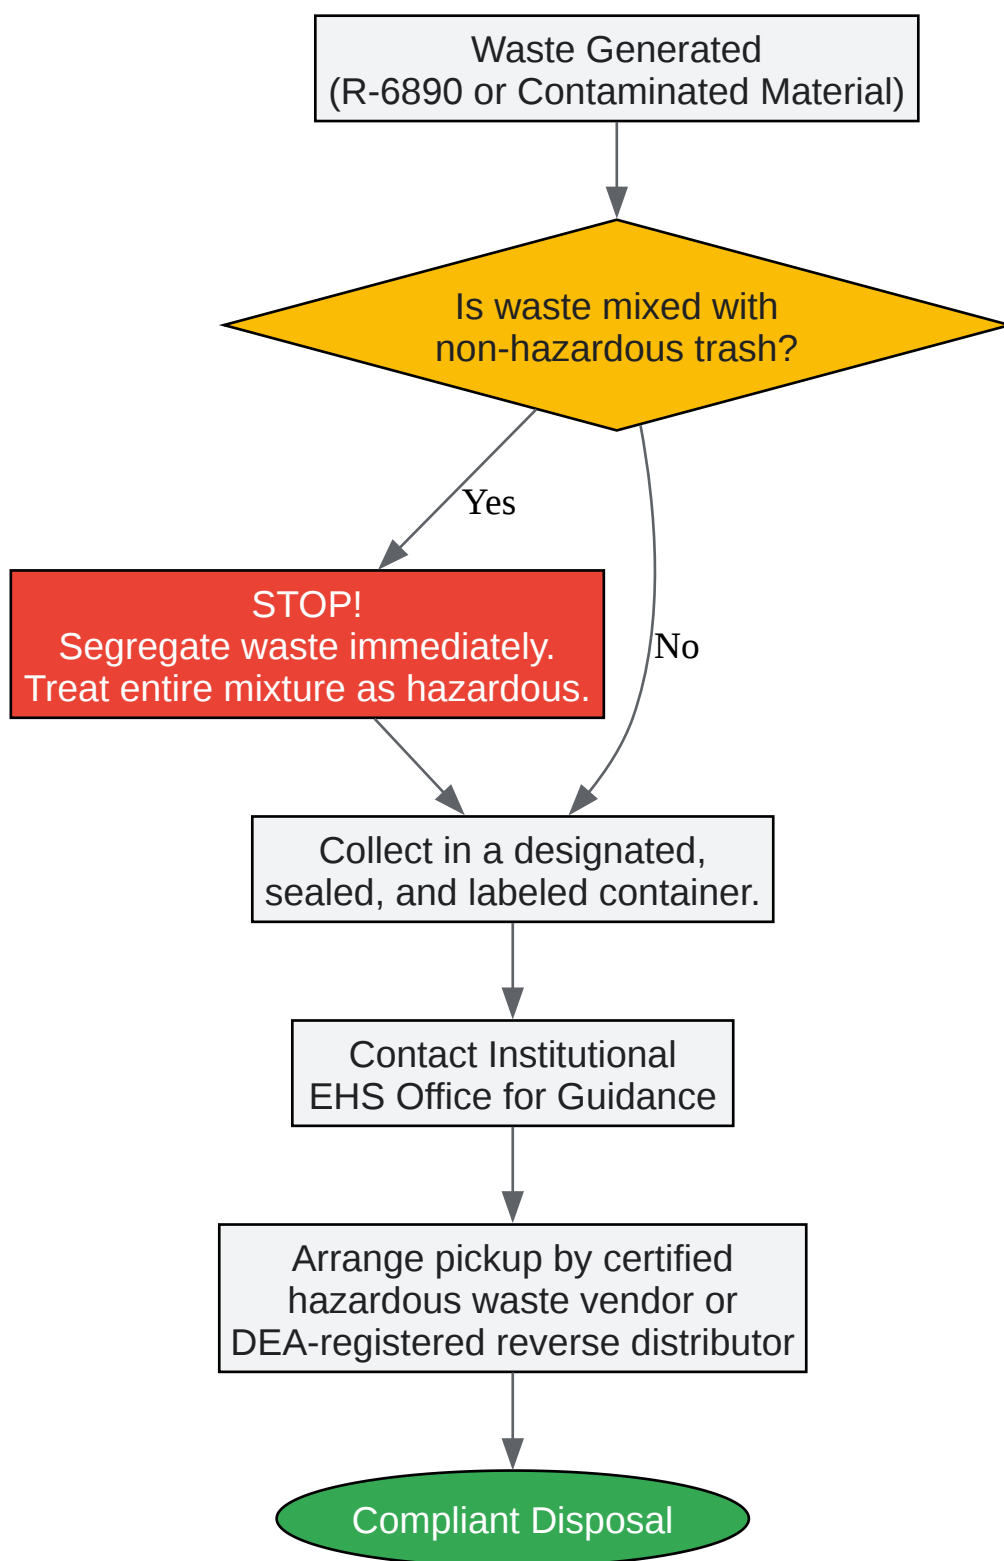 Waste Generated
(R-6890 or Contaminated Material)
Is waste mixed with
non-hazardous trash?
Yes
STOP!
Segregate waste immediately.
Treat entire mixture as hazardous.
No
Collect in a designated,
sealed, and labeled container.
Contact Institutional
EHS Office for Guidance
Arrange pickup by certified
hazardous waste vendor or
DEA-registered reverse distributor
Compliant Disposal